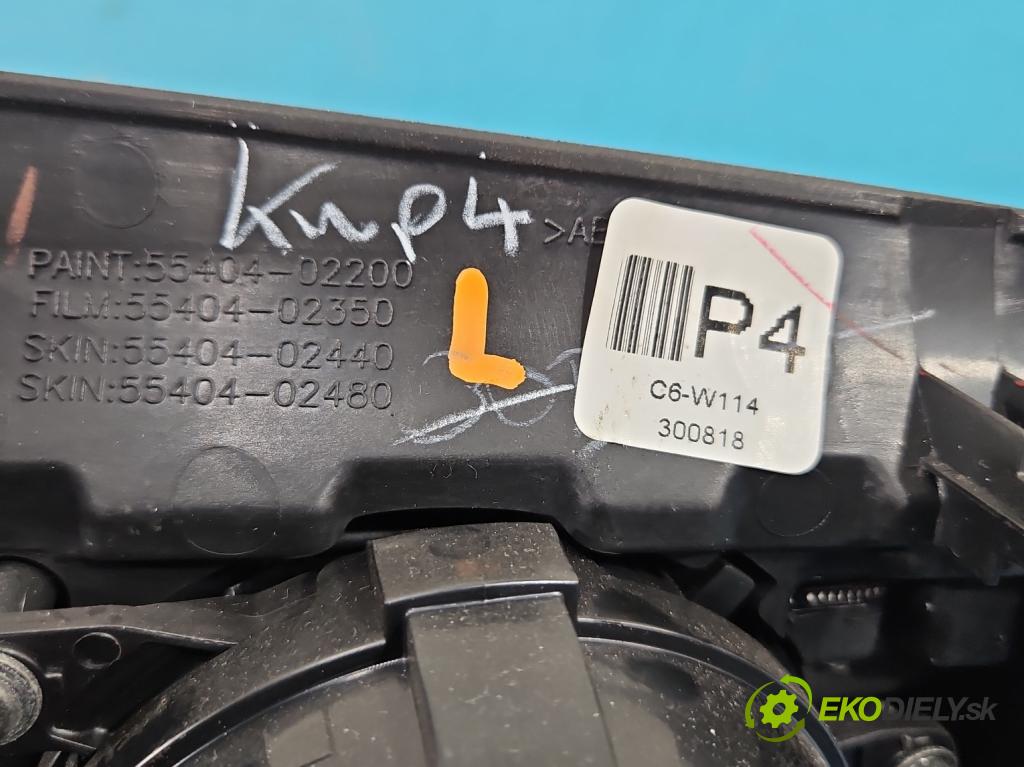 Knp4
>AB
PAINT:55404-02200
FILM:55404-02350
SKIN:55404-02440
SKIN:55404-02480
L
P4
C6-W114
300818
EKODIELY.sk